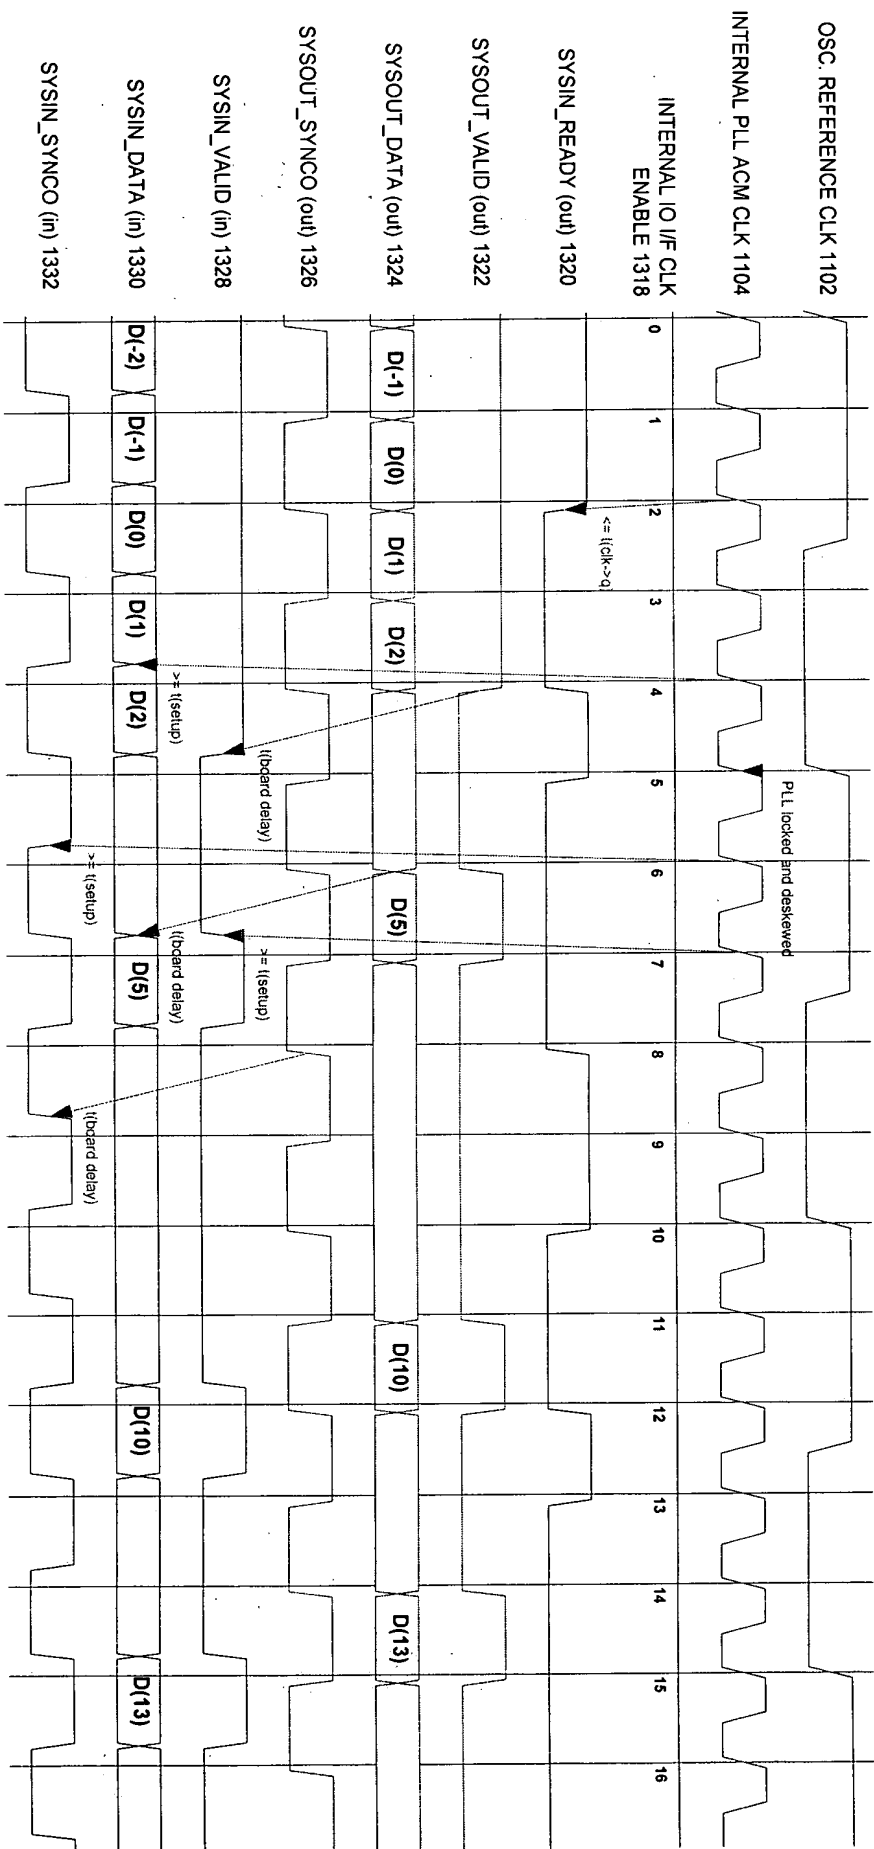 OSC. REFERENCE CLK 1102
INTERNAL PLL ACM CLK 1104
PLL locked and deskewed
INTERNAL IO I/F CLK
ENABLE 1318
0 1 2 3 4 5 6 7 8 9 10 11 12 13 14 15 16
SYSIN_READY (out) 1320
<= t(clk->q)
SYSOUT_VALID (out) 1322
SYSOUT_DATA (out) 1324
D(-1) D(0) D(1) D(2) D(5) D(10) D(13)
SYSOUT_SYNCO (out) 1326
t(board delay)
>= t(setup)
SYSIN_VALID (in) 1328
>= t(setup)
t(board delay)
SYSIN_DATA (in) 1330
D(-2) D(-1) D(0) D(1) D(2) D(5) D(10) D(13)
>= t(setup)
t(board delay)
SYSIN_SYNCO (in) 1332